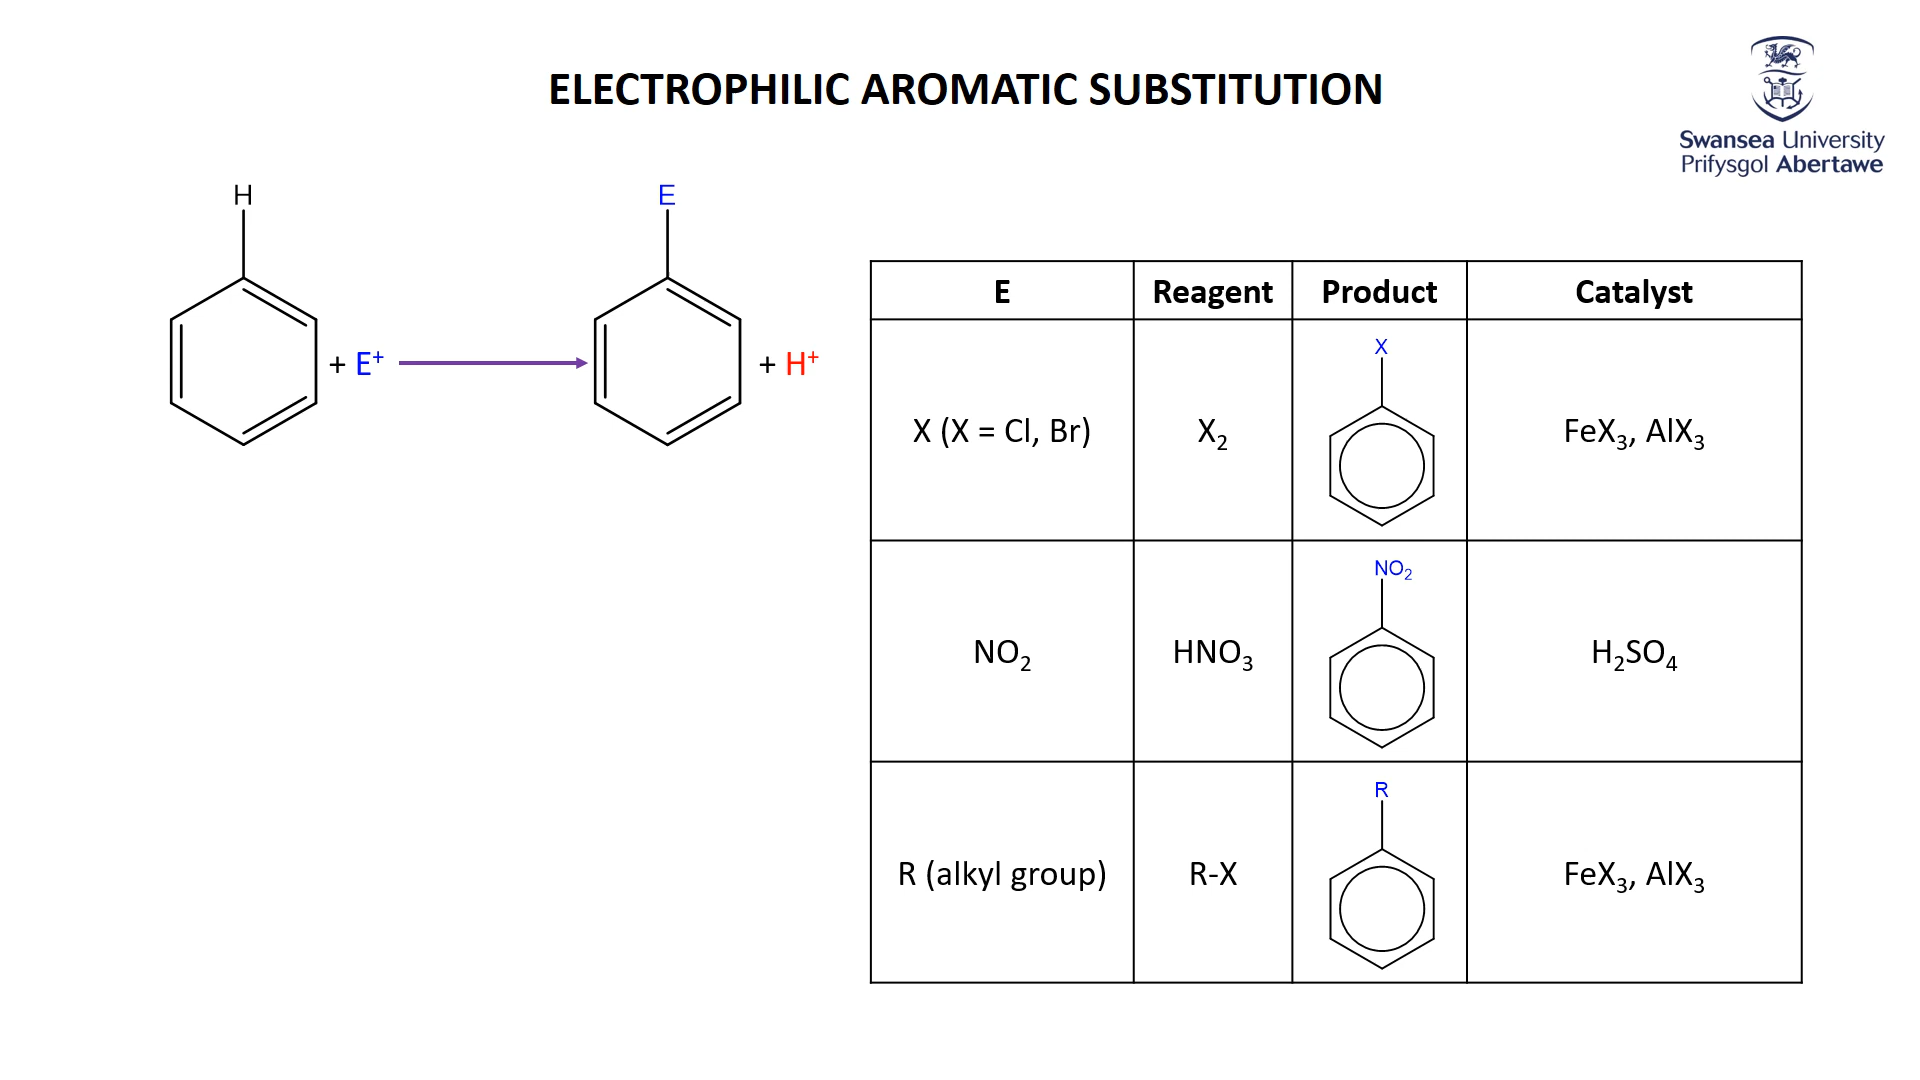 ELECTROPHILIC AROMATIC SUBSTITUTION
Swansea University
Prifysgol Abertawe
H
+ E⁺
E
+ H⁺
E Reagent Product Catalyst
X
X (X = Cl, Br) X₂ FeX₃, AlX₃
NO₂
NO₂ HNO₃ H₂SO₄
R
R (alkyl group) R-X FeX₃, AlX₃